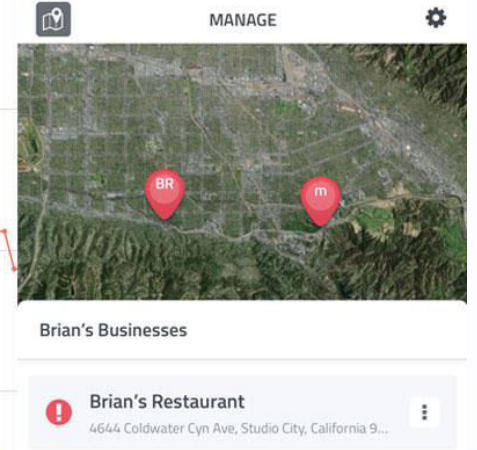 MANAGE
BR
m
Brian's Businesses
Brian's Restaurant
4644 Coldwater Cyn Ave, Studio City, California 9...